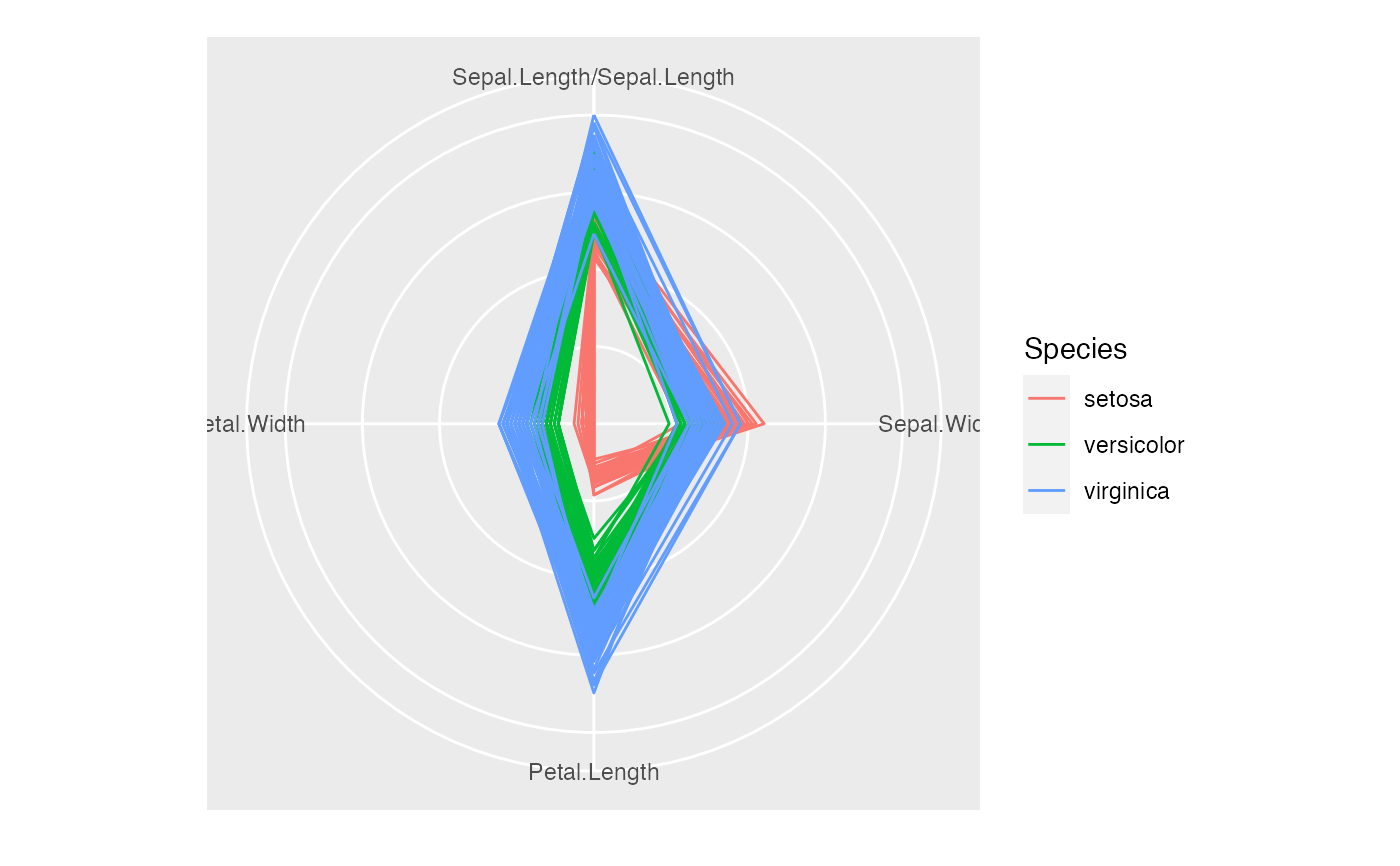 Sepal.Length/Sepal.Length
etal.Width
Sepal.Wid
Petal.Length
Species
setosa
versicolor
virginica